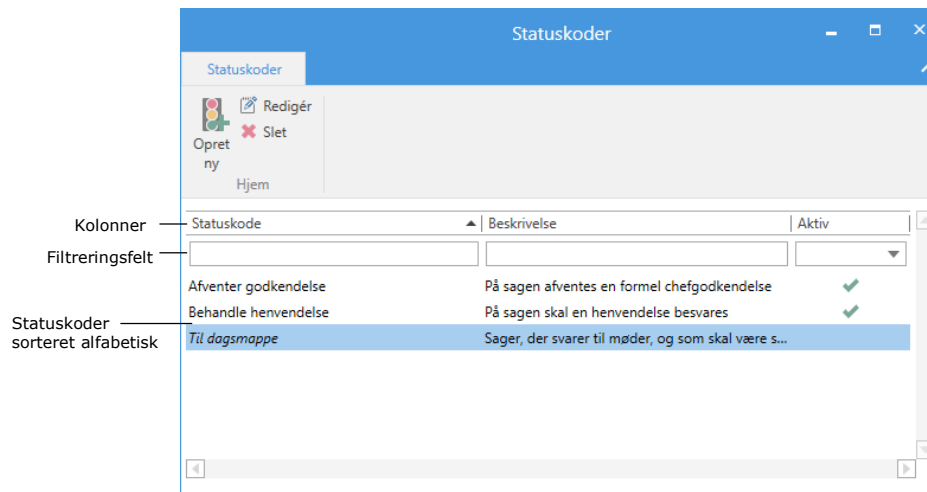 Statuskoder
Statuskoder
Redigér
Slet
Opret
ny
Hjem
Kolonner
Statuskode Beskrivelse Aktiv
Filtreringsfelt
Afventer godkendelse På sagen afventes en formel chefgodkendelse
Behandle henvendelse På sagen skal en henvendelse besvares
Statuskoder
sorteret alfabetisk
Til dagsmappe Sager, der svarer til møder, og som skal være s...